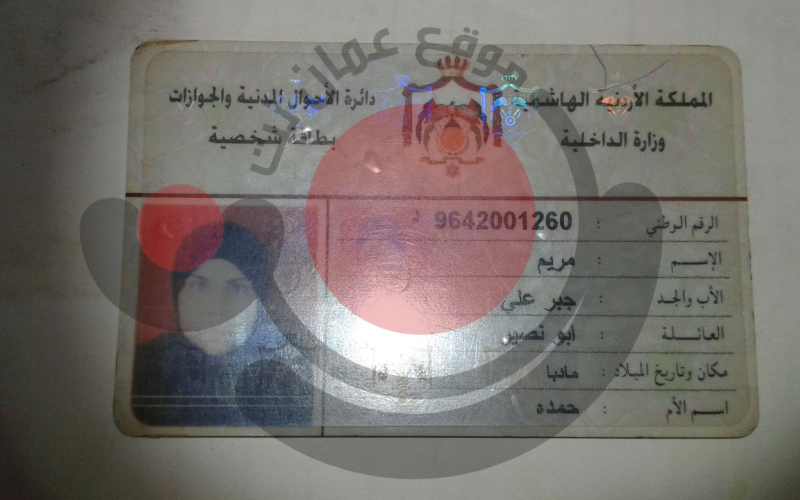 موقع عمان
المملكة الأردنية الهاشمية
دائرة الأحوال المدنية والجوازات
وزارة الداخلية
بطاقة شخصية
الرقم الوطني : 9642001260
الإسم : مريم
الأب والجد : جبر علي
العائلة : ابو نصير
مكان وتاريخ الميلاد : مادبا
اسم الأم : حمده